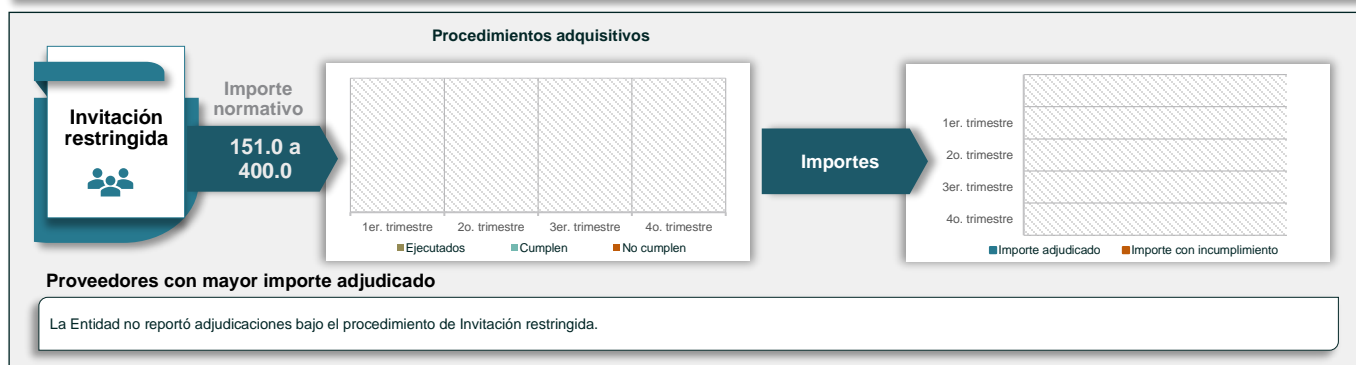 Procedimientos adquisitivos
Invitación
restringida
Importe
normativo
151.0 a
400.0
1er. trimestre 2o. trimestre 3er. trimestre 4o. trimestre
Ejecutados Cumplen No cumplen
Importes
1er. trimestre
2o. trimestre
3er. trimestre
4o. trimestre
Importe adjudicado Importe con incumplimiento
Proveedores con mayor importe adjudicado
La Entidad no reportó adjudicaciones bajo el procedimiento de Invitación restringida.